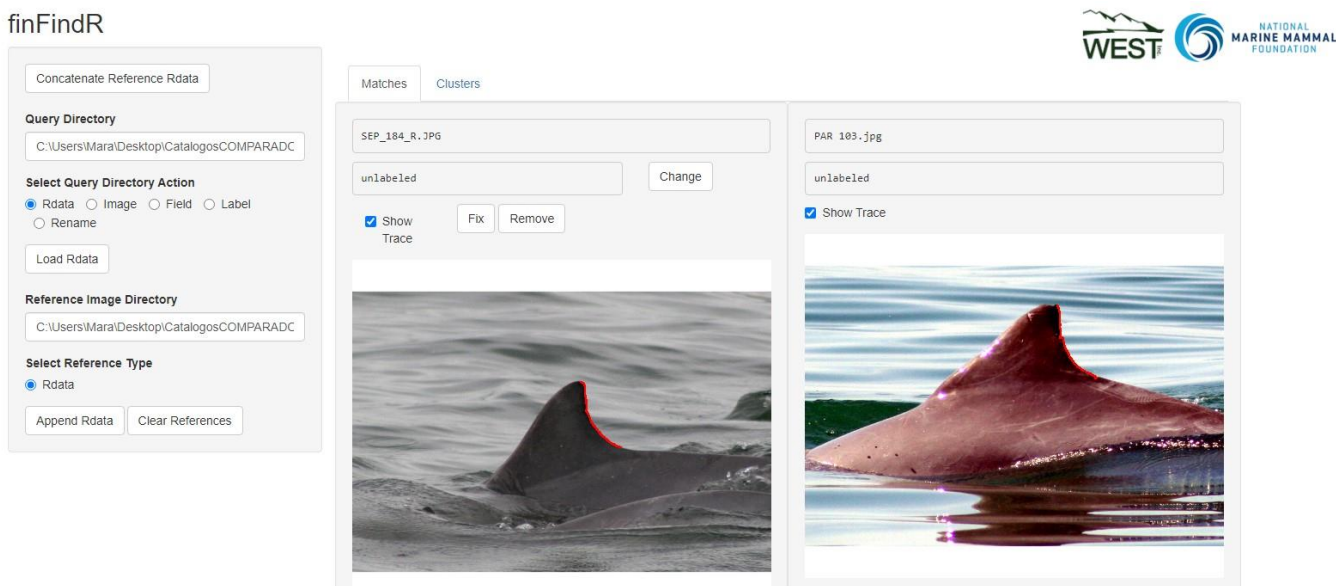 finFindR
WEST Inc
NATIONAL
MARINE MAMMAL
FOUNDATION
Concatenate Reference Rdata
Query Directory
C:\Users\Mara\Desktop\CatalogosCOMPARADC
Select Query Directory Action
Rdata Image Field Label
Rename
Load Rdata
Reference Image Directory
C:\Users\Mara\Desktop\CatalogosCOMPARADC
Select Reference Type
Rdata
Append Rdata Clear References
Matches Clusters
SEP_184_R.JPG
unlabeled Change
Show Fix Remove
Trace
PAR 103.jpg
unlabeled
Show Trace